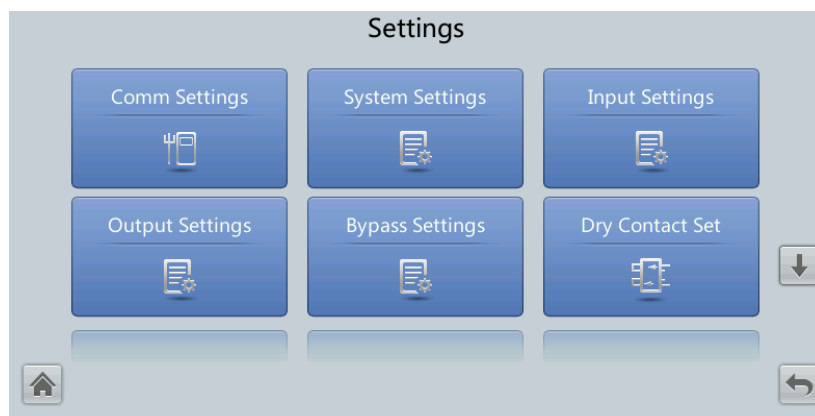 Settings
Comm Settings
System Settings
Input Settings
Output Settings
Bypass Settings
Dry Contact Set